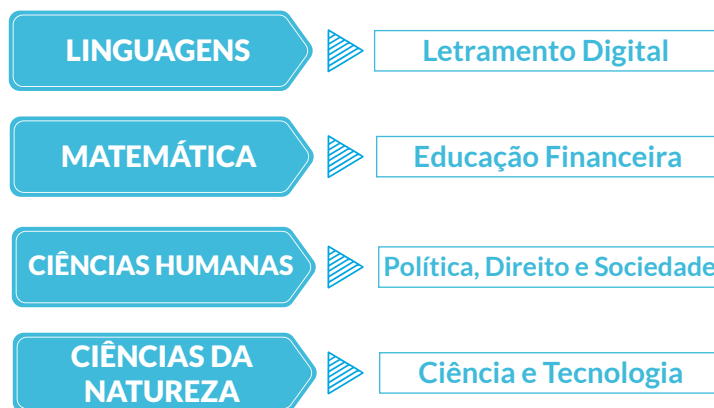 LINGUAGENS
Letramento Digital
MATEMÁTICA
Educação Financeira
CIÊNCIAS HUMANAS
Política, Direito e Sociedade
CIÊNCIAS DA
NATUREZA
Ciência e Tecnologia